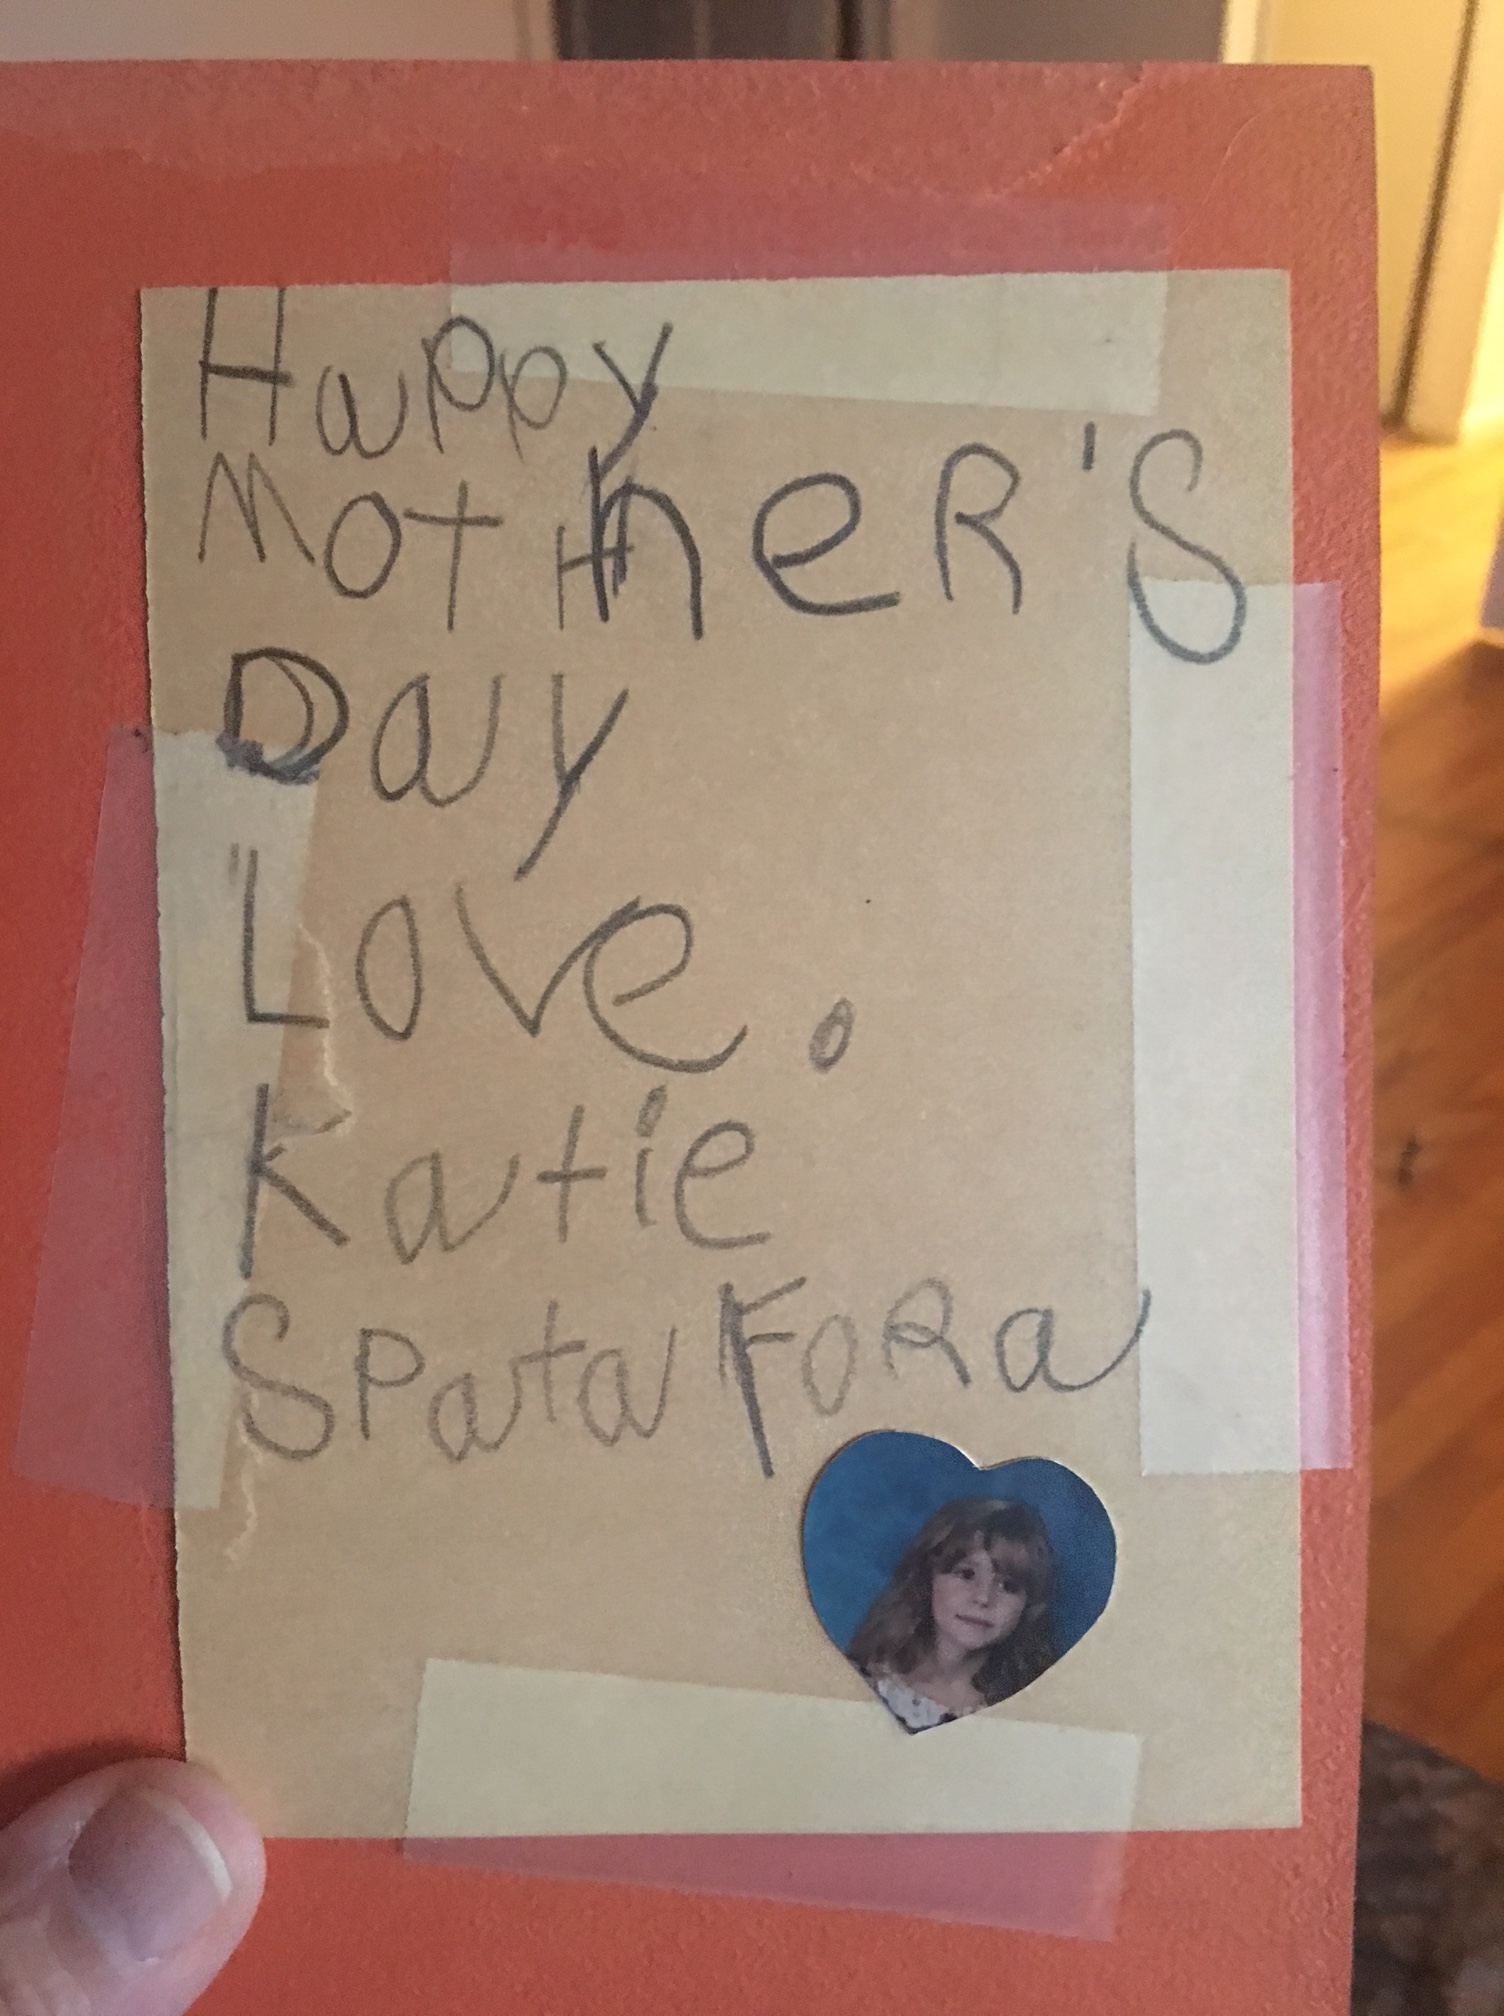 Happy
MotHeR'S
Day
Love.
Katie
SPataFoRa